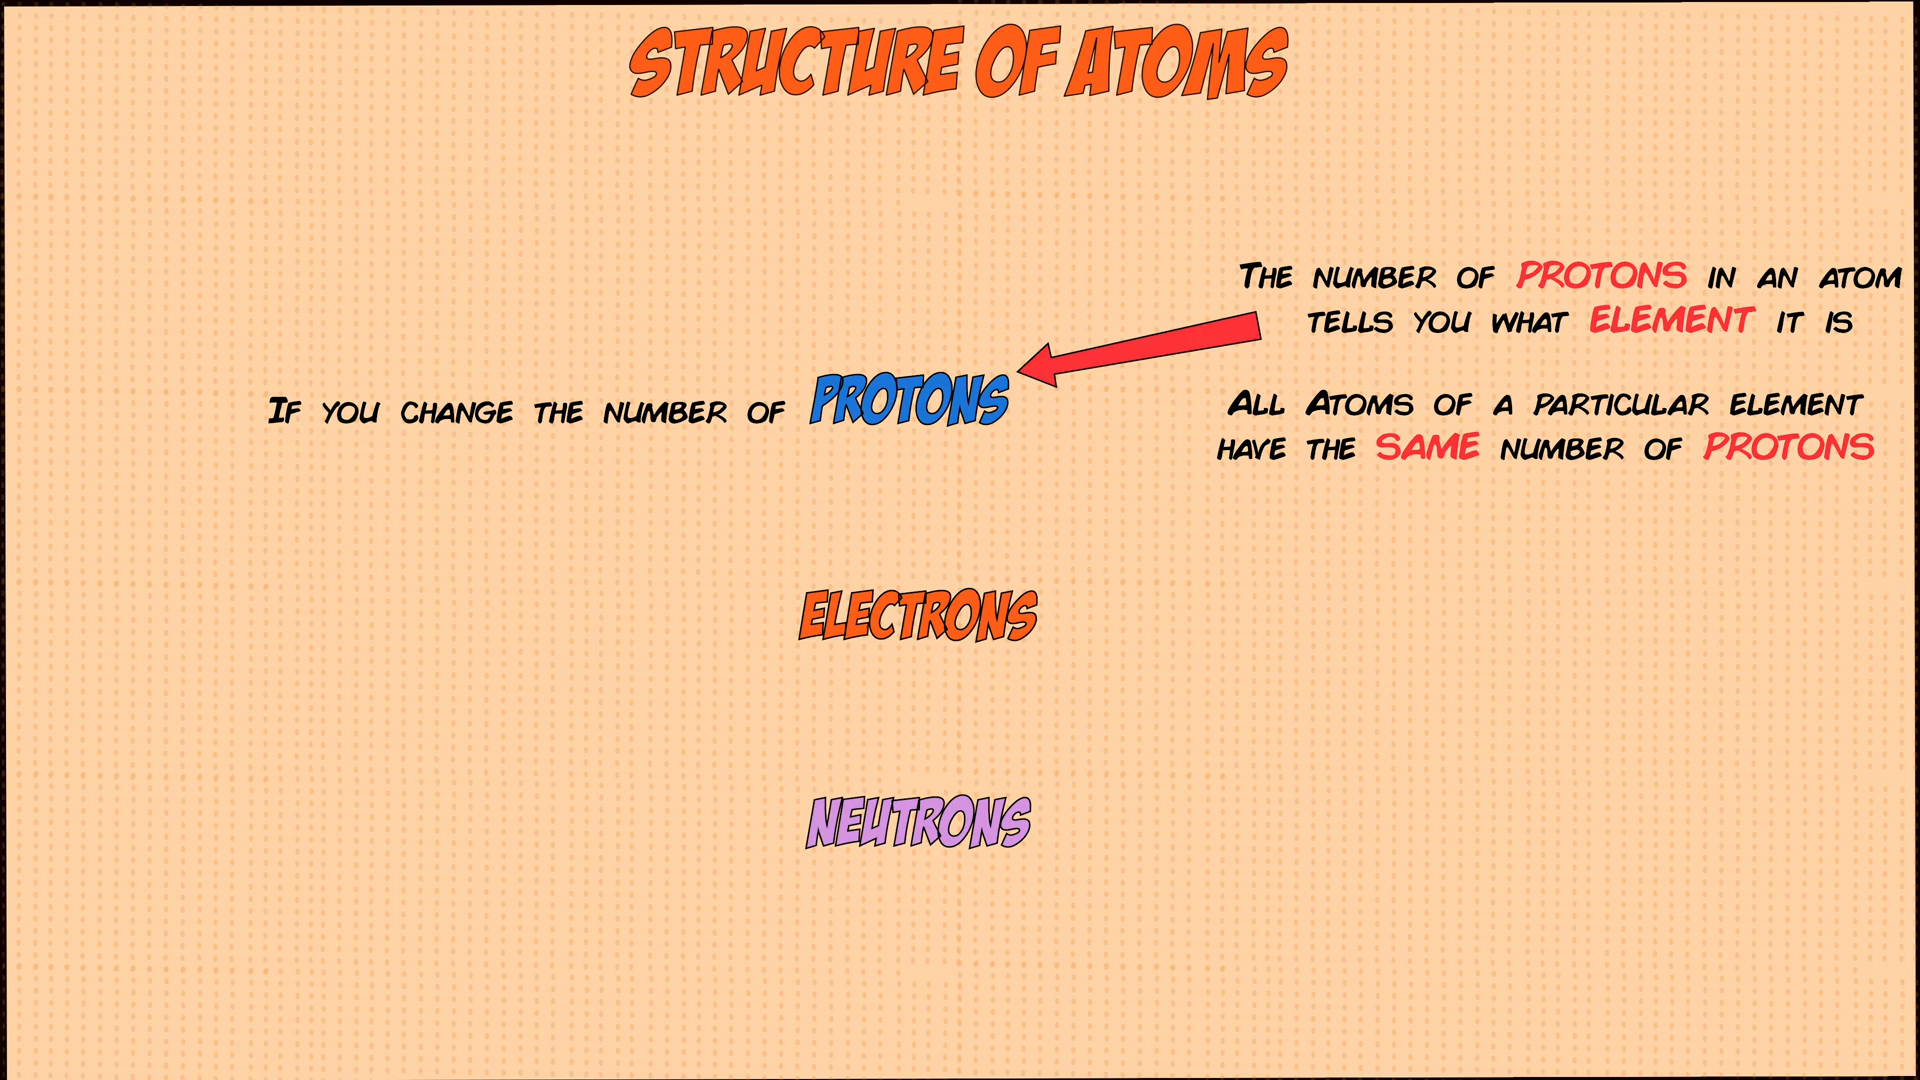 STRUCTURE OF ATOMS
THE NUMBER OF PROTONS IN AN ATOM
TELLS YOU WHAT ELEMENT IT IS
IF YOU CHANGE THE NUMBER OF PROTONS
ALL ATOMS OF A PARTICULAR ELEMENT
HAVE THE SAME NUMBER OF PROTONS
ELECTRONS
NEUTRONS